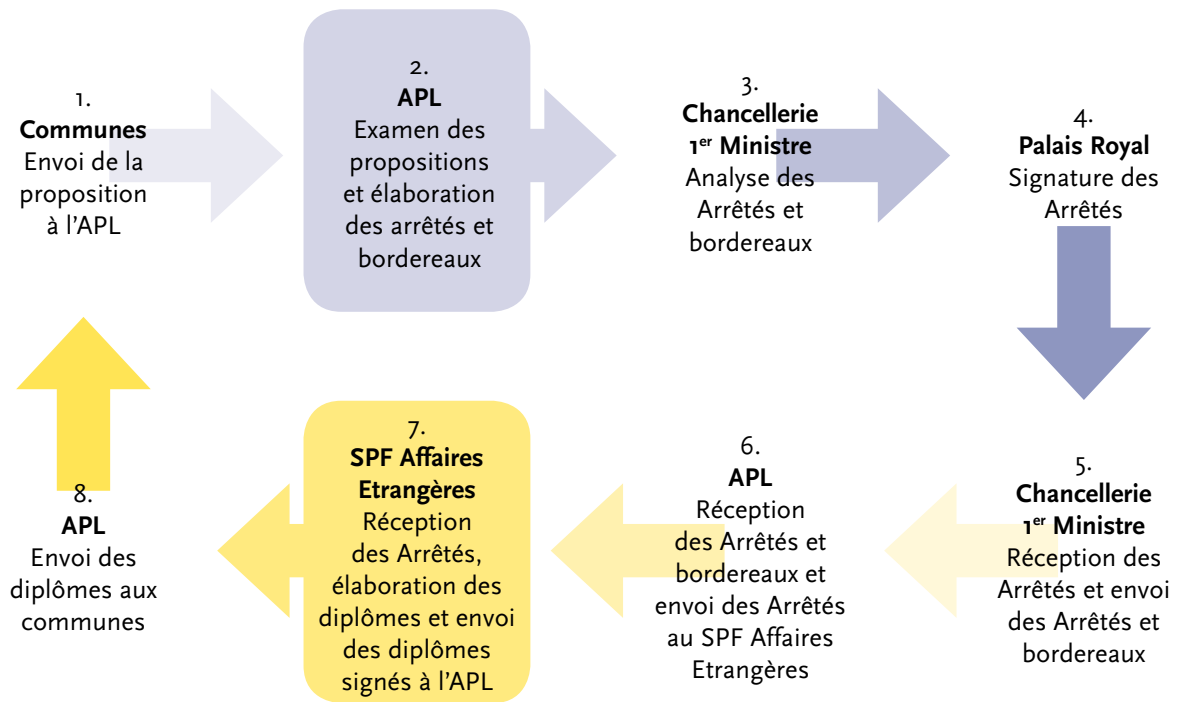 1.
Communes
Envoi de la
proposition
à l’APL
2.
APL
Examen des
propositions
et élaboration
des arrêtés et
bordereaux
3.
Chancellerie
1er Ministre
Analyse des
Arrêtés et
bordereaux
4.
Palais Royal
Signature des
Arrêtés
5.
Chancellerie
1er Ministre
Réception des
Arrêtés et envoi
des Arrêtés et
bordereaux
6.
APL
Réception
des Arrêtés et
bordereaux et
envoi des Arrêtés
au SPF Affaires
Etrangères
7.
SPF Affaires
Etrangères
Réception
des Arrêtés,
élaboration des
diplômes et envoi
des diplômes
signés à l’APL
8.
APL
Envoi des
diplômes aux
communes